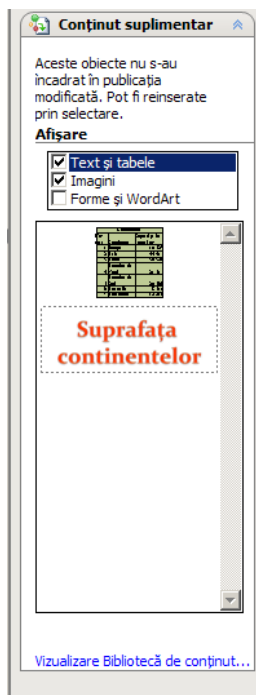 Conținut suplimentar
Aceste obiecte nu s-au
încadrat în publicația
modificată. Pot fi reinserate
prin selectare.
Afișare
Text și tabele
Imagini
Forme și WordArt
Suprafața
continentelor
Vizualizare Bibliotecă de conținut...